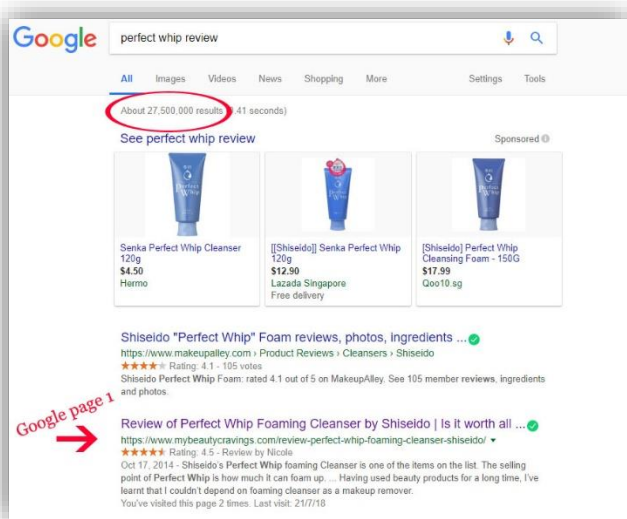 Google
perfect whip review
All Images Videos News Shopping More Settings Tools
About 27,500,000 results 41 seconds)
See perfect whip review Sponsored
Senka Perfect Whip Cleanser
120g
$4.50
Hermo
[[Shiseido]] Senka Perfect Whip
120g
$12.90
Lazada Singapore
Free delivery
[Shiseido] Perfect Whip
Cleansing Foam - 150G
$17.99
Qoo10.sg
Shiseido "Perfect Whip" Foam reviews, photos, ingredients ...
https://www.makeupalley.com › Product Reviews › Cleansers › Shiseido
Rating: 4.1 - 105 votes
Shiseido Perfect Whip Foam: rated 4.1 out of 5 on MakeupAlley. See 105 member reviews, ingredients
and photos.
Google page 1
Review of Perfect Whip Foaming Cleanser by Shiseido | Is it worth all ...
https://www.mybeautycravings.com/review-perfect-whip-foaming-cleanser-shiseido/
Rating: 4.5 - Review by Nicole
Oct 17, 2014 - Shiseido's Perfect Whip foaming Cleanser is one of the items on the list. The selling
point of Perfect Whip is how much it can foam up. ... Having used beauty products for a long time, I've
learnt that I couldn't depend on foaming cleanser as a makeup remover.
You've visited this page 2 times. Last visit: 21/7/18